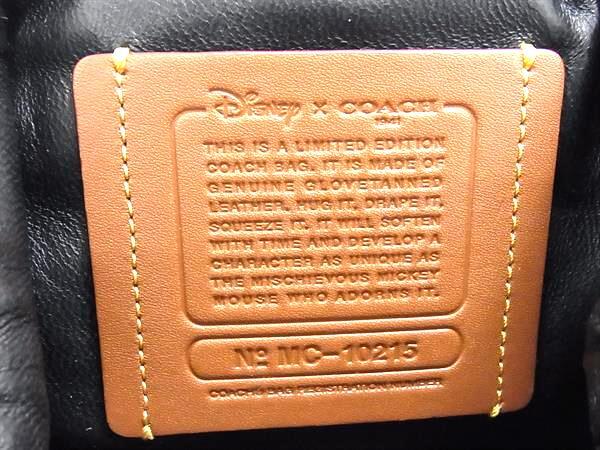 Disney x COACH
1941
THIS IS A LIMITED EDITION
COACH BAG. IT IS MADE OF
GENUINE GLOVETANNED
LEATHER. HUG IT, DRAPE IT,
SQUEEZE IT. IT WILL SOFTEN
WITH TIME AND DEVELOP A
CHARACTER AS UNIQUE AS
THE MISCHIEVOUS MICKEY
MOUSE WHO ADORNS IT.
No MC-10215
COACH© BAG REGISTRATION NUMBER